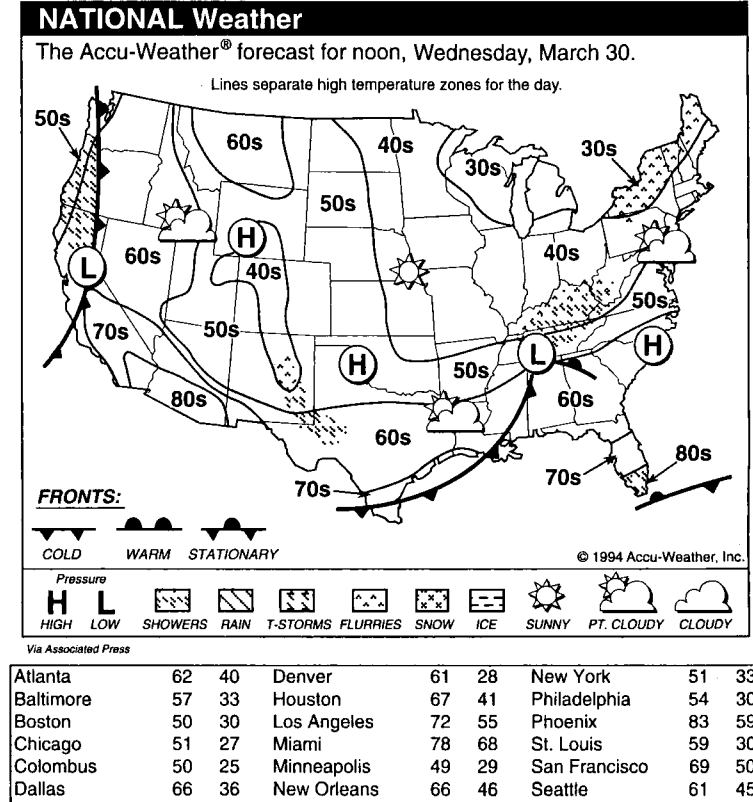 NATIONAL Weather
The Accu-Weather® forecast for noon, Wednesday, March 30.
Lines separate high temperature zones for the day.
50s
60s
40s
30s
30s
50s
60s
H
40s
40s
L
50s
70s
50s
H
50s
L
H
80s
60s
60s
70s
70s
80s
FRONTS:
COLD WARM STATIONARY
© 1994 Accu-Weather, Inc.
Pressure
H L
HIGH LOW SHOWERS RAIN T-STORMS FLURRIES SNOW ICE SUNNY PT. CLOUDY CLOUDY
Via Associated Press
Atlanta 62 40 Denver 61 28 New York 51 33
Baltimore 57 33 Houston 67 41 Philadelphia 54 30
Boston 50 30 Los Angeles 72 55 Phoenix 83 59
Chicago 51 27 Miami 78 68 St. Louis 59 30
Colombus 50 25 Minneapolis 49 29 San Francisco 69 50
Dallas 66 36 New Orleans 66 46 Seattle 61 45